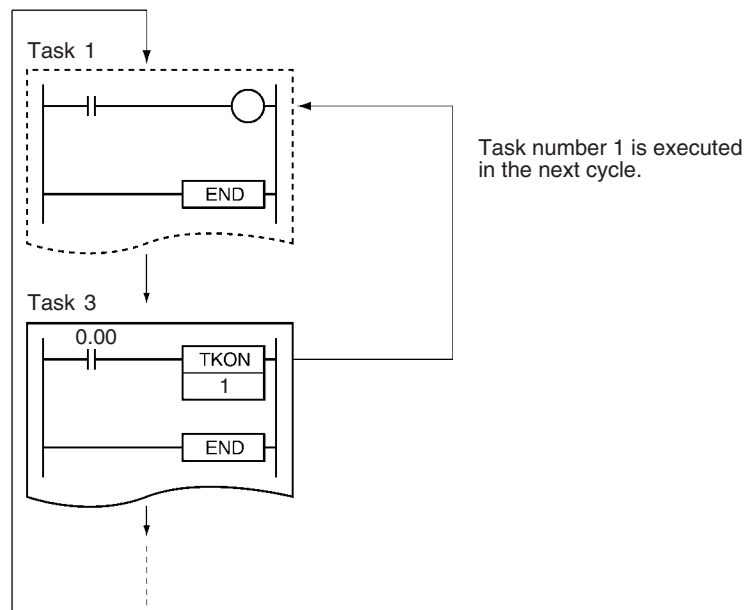 Task 1
END
Task number 1 is executed
in the next cycle.
Task 3
0.00
TKON
1
END